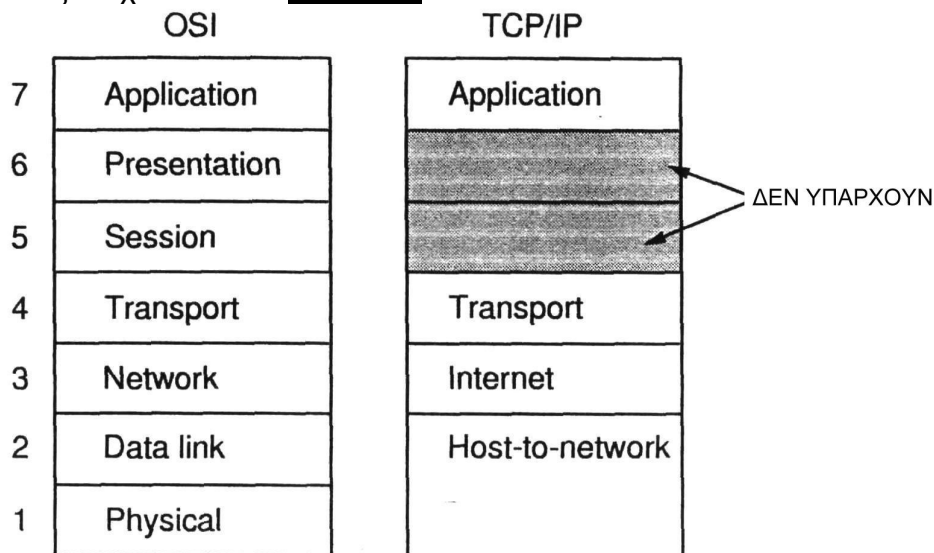 OSI TCP/IP
7 Application Application
6 Presentation
ΔΕΝ ΥΠΑΡΧΟΥΝ
5 Session
4 Transport Transport
3 Network Internet
2 Data link Host-to-network
1 Physical